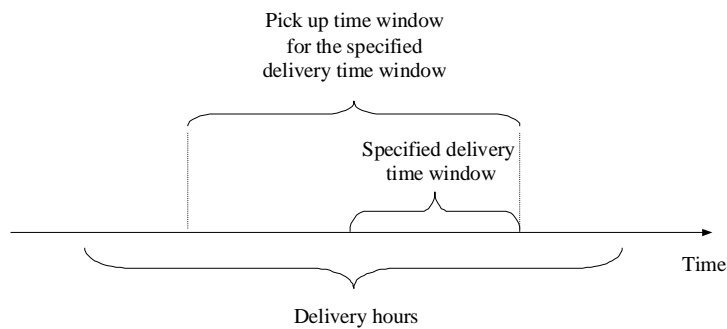 Pick up time window
for the specified
delivery time window
Specified delivery
time window
Time
Delivery hours